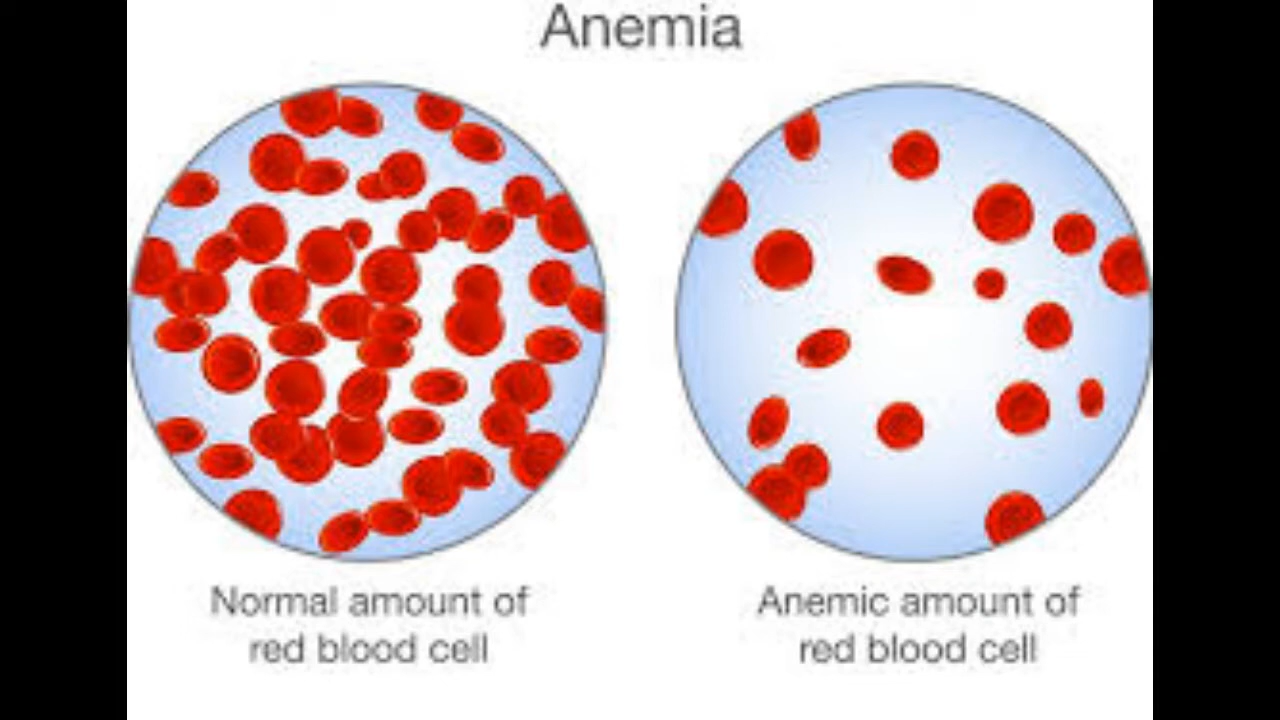 Anemia
Normal amount of
red blood cell
Anemic amount of
red blood cell